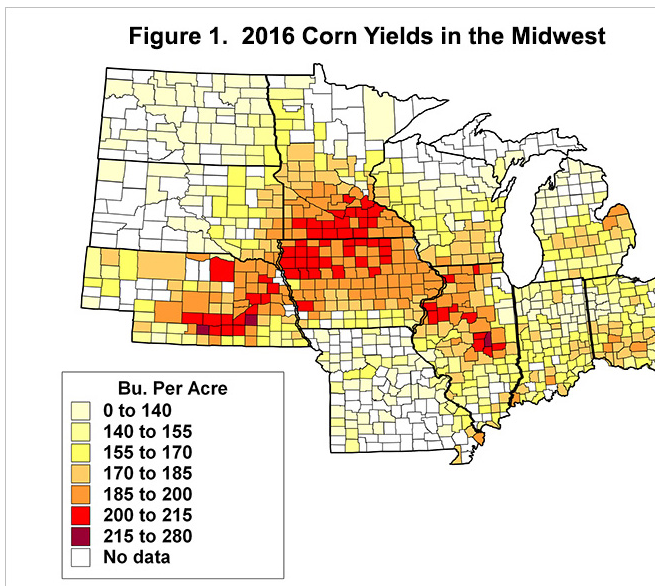 Figure 1. 2016 Corn Yields in the Midwest
Bu. Per Acre
0 to 140
140 to 155
155 to 170
170 to 185
185 to 200
200 to 215
215 to 280
No data